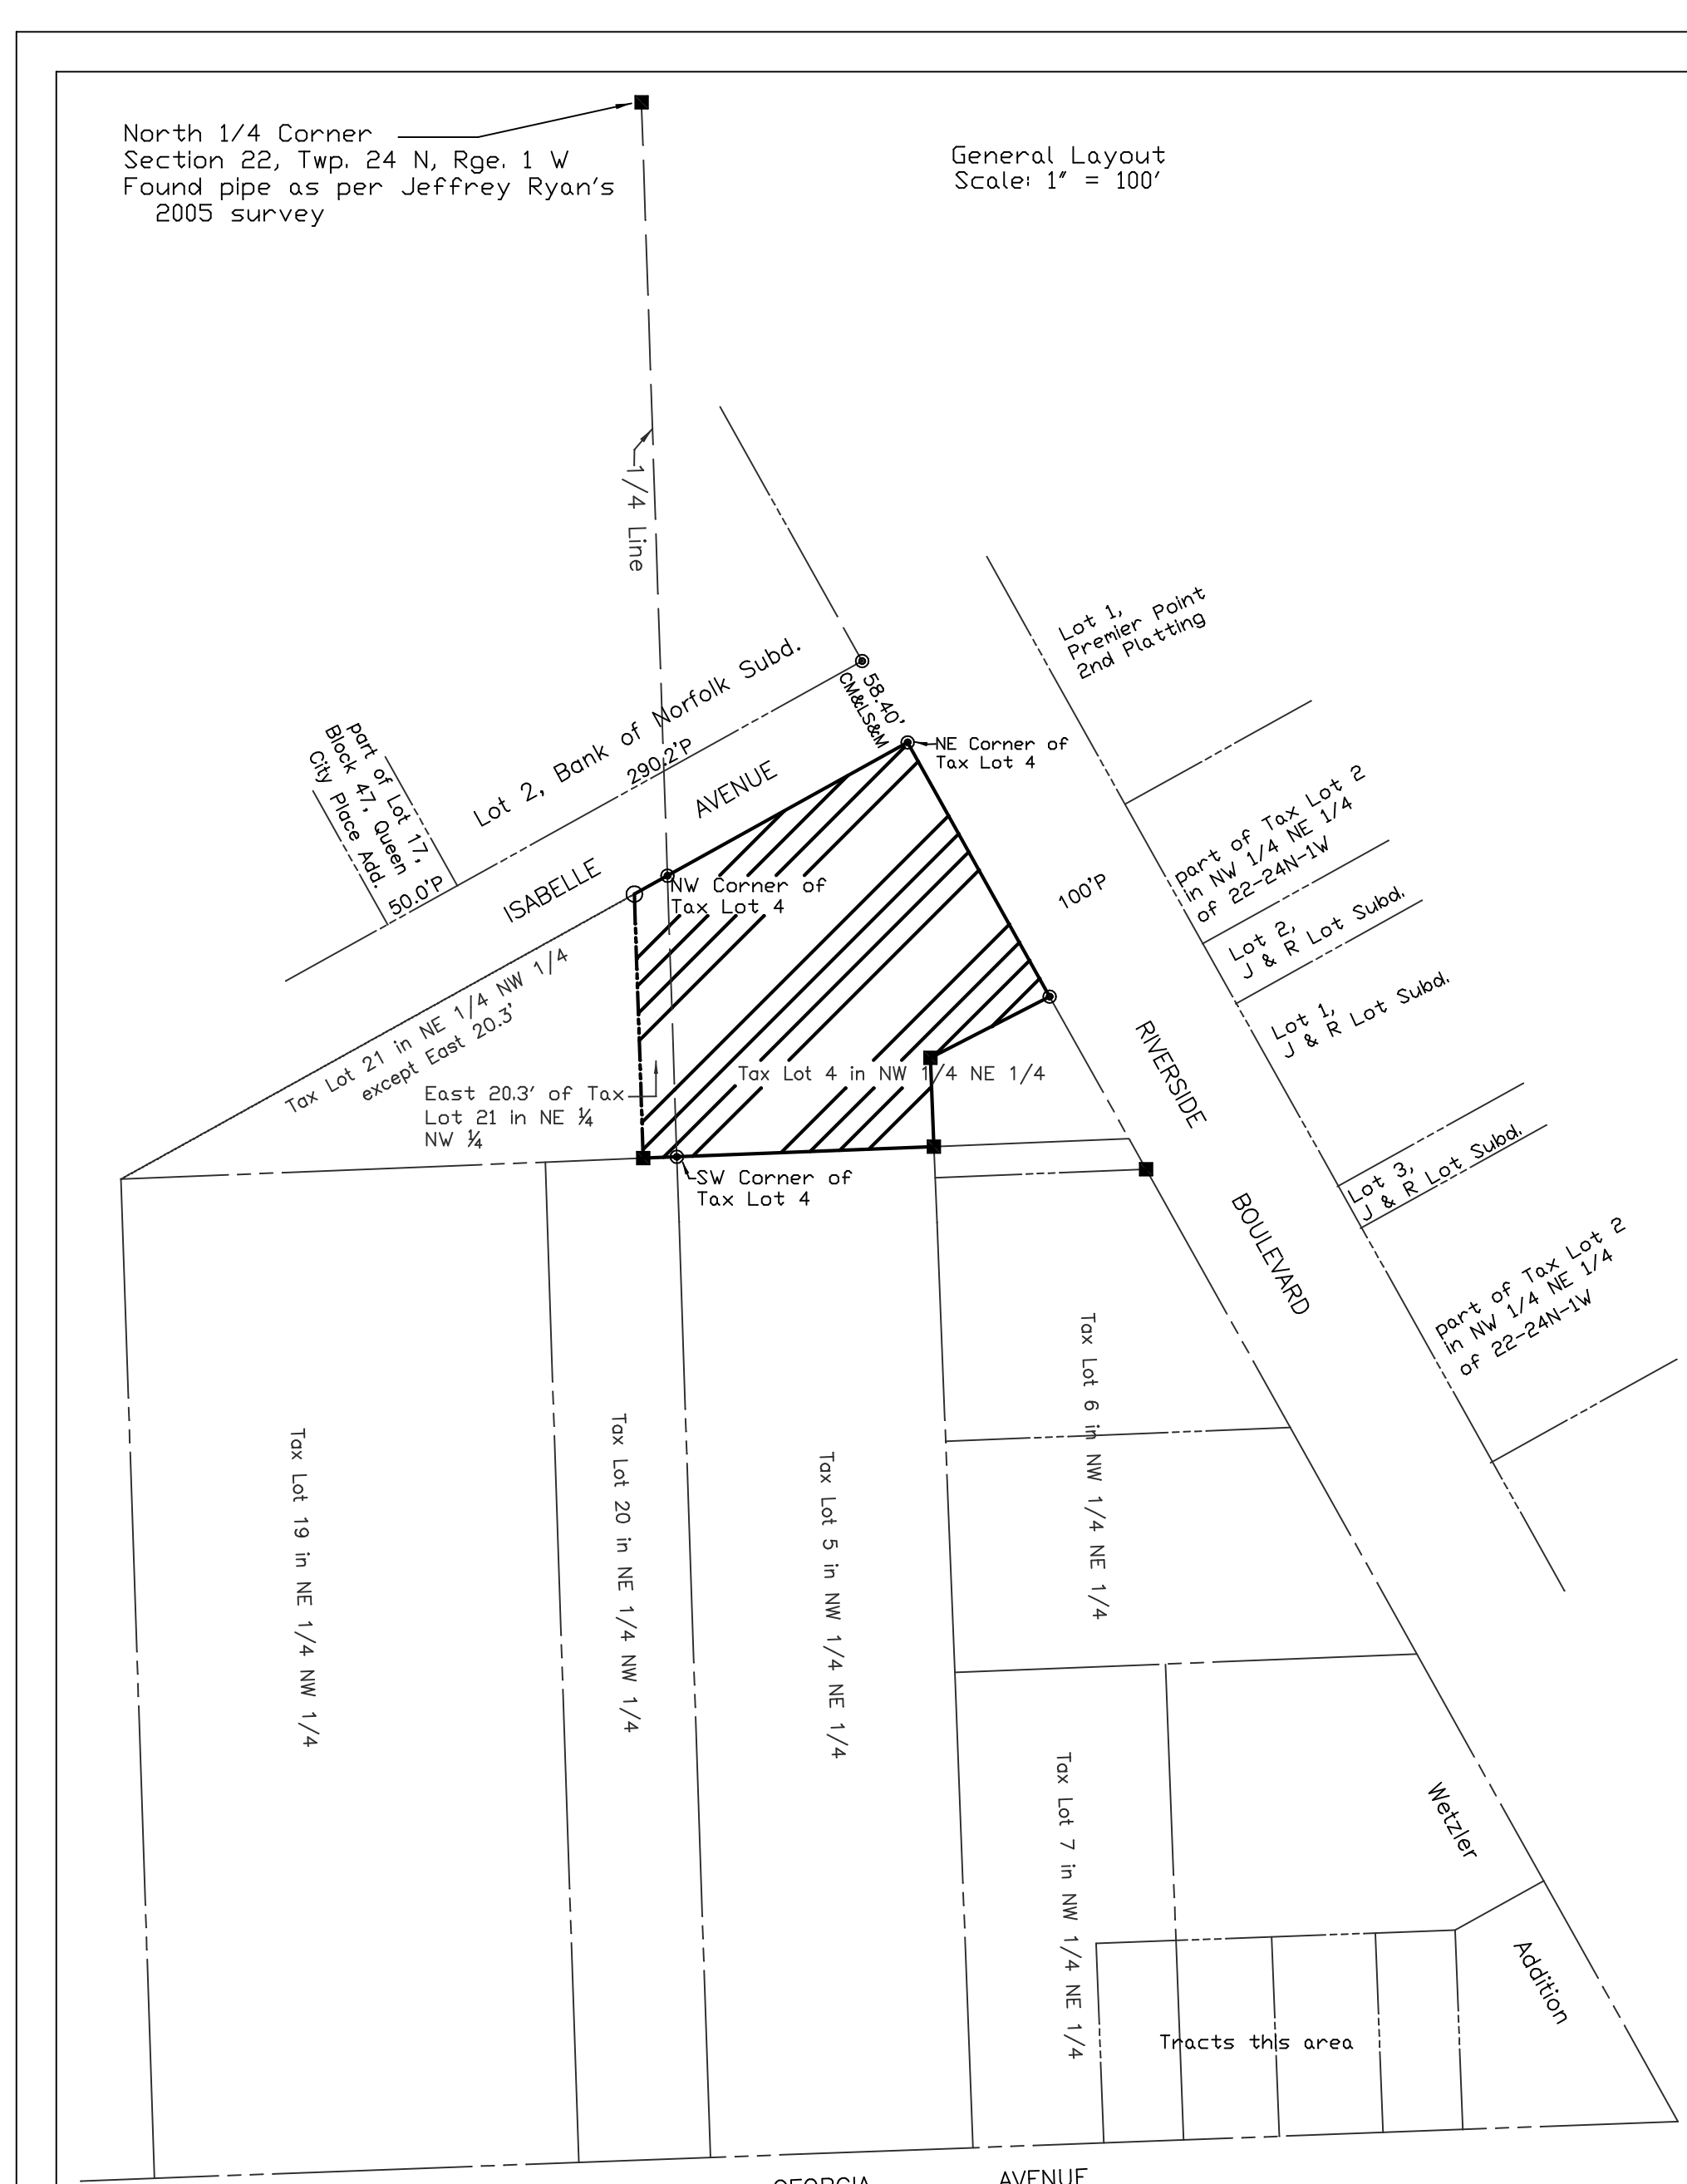 North 1/4 Corner
Section 22, Twp. 24 N, Rge. 1 W
Found pipe as per Jeffrey Ryan's
2005 survey
General Layout
Scale: 1" = 100'
1/4 Line
Lot 1,
Premier Point
2nd Platting
58.40'
CM&LS&M
Lot 2, Bank of Norfolk Subd.
290.2'P
NE Corner of
Tax Lot 4
part of Lot 17,
Block 47, Queen
City Place Add.
50.0'P
ISABELLE
AVENUE
part of Tax Lot 2
in NW 1/4 NE 1/4
of 22-24N-1W
100'P
NW Corner of
Tax Lot 4
Lot 2,
J & R Lot Subd.
Tax Lot 21 in NE 1/4 NW 1/4
except East 20.3'
Lot 1,
J & R Lot Subd.
RIVERSIDE
BOULEVARD
Tax Lot 4 in NW 1/4 NE 1/4
East 20.3' of Tax
Lot 21 in NE ¼
NW ¼
SW Corner of
Tax Lot 4
Lot 3,
J & R Lot Subd.
part of Tax Lot 2
in NW 1/4 NE 1/4
of 22-24N-1W
Tax Lot 19 in NE 1/4 NW 1/4
Tax Lot 20 in NE 1/4 NW 1/4
Tax Lot 5 in NW 1/4 NE 1/4
Tax Lot 6 in NW 1/4 NE 1/4
Tax Lot 7 in NW 1/4 NE 1/4
Wetzler
Addition
Tracts this area
GEORGIA AVENUE